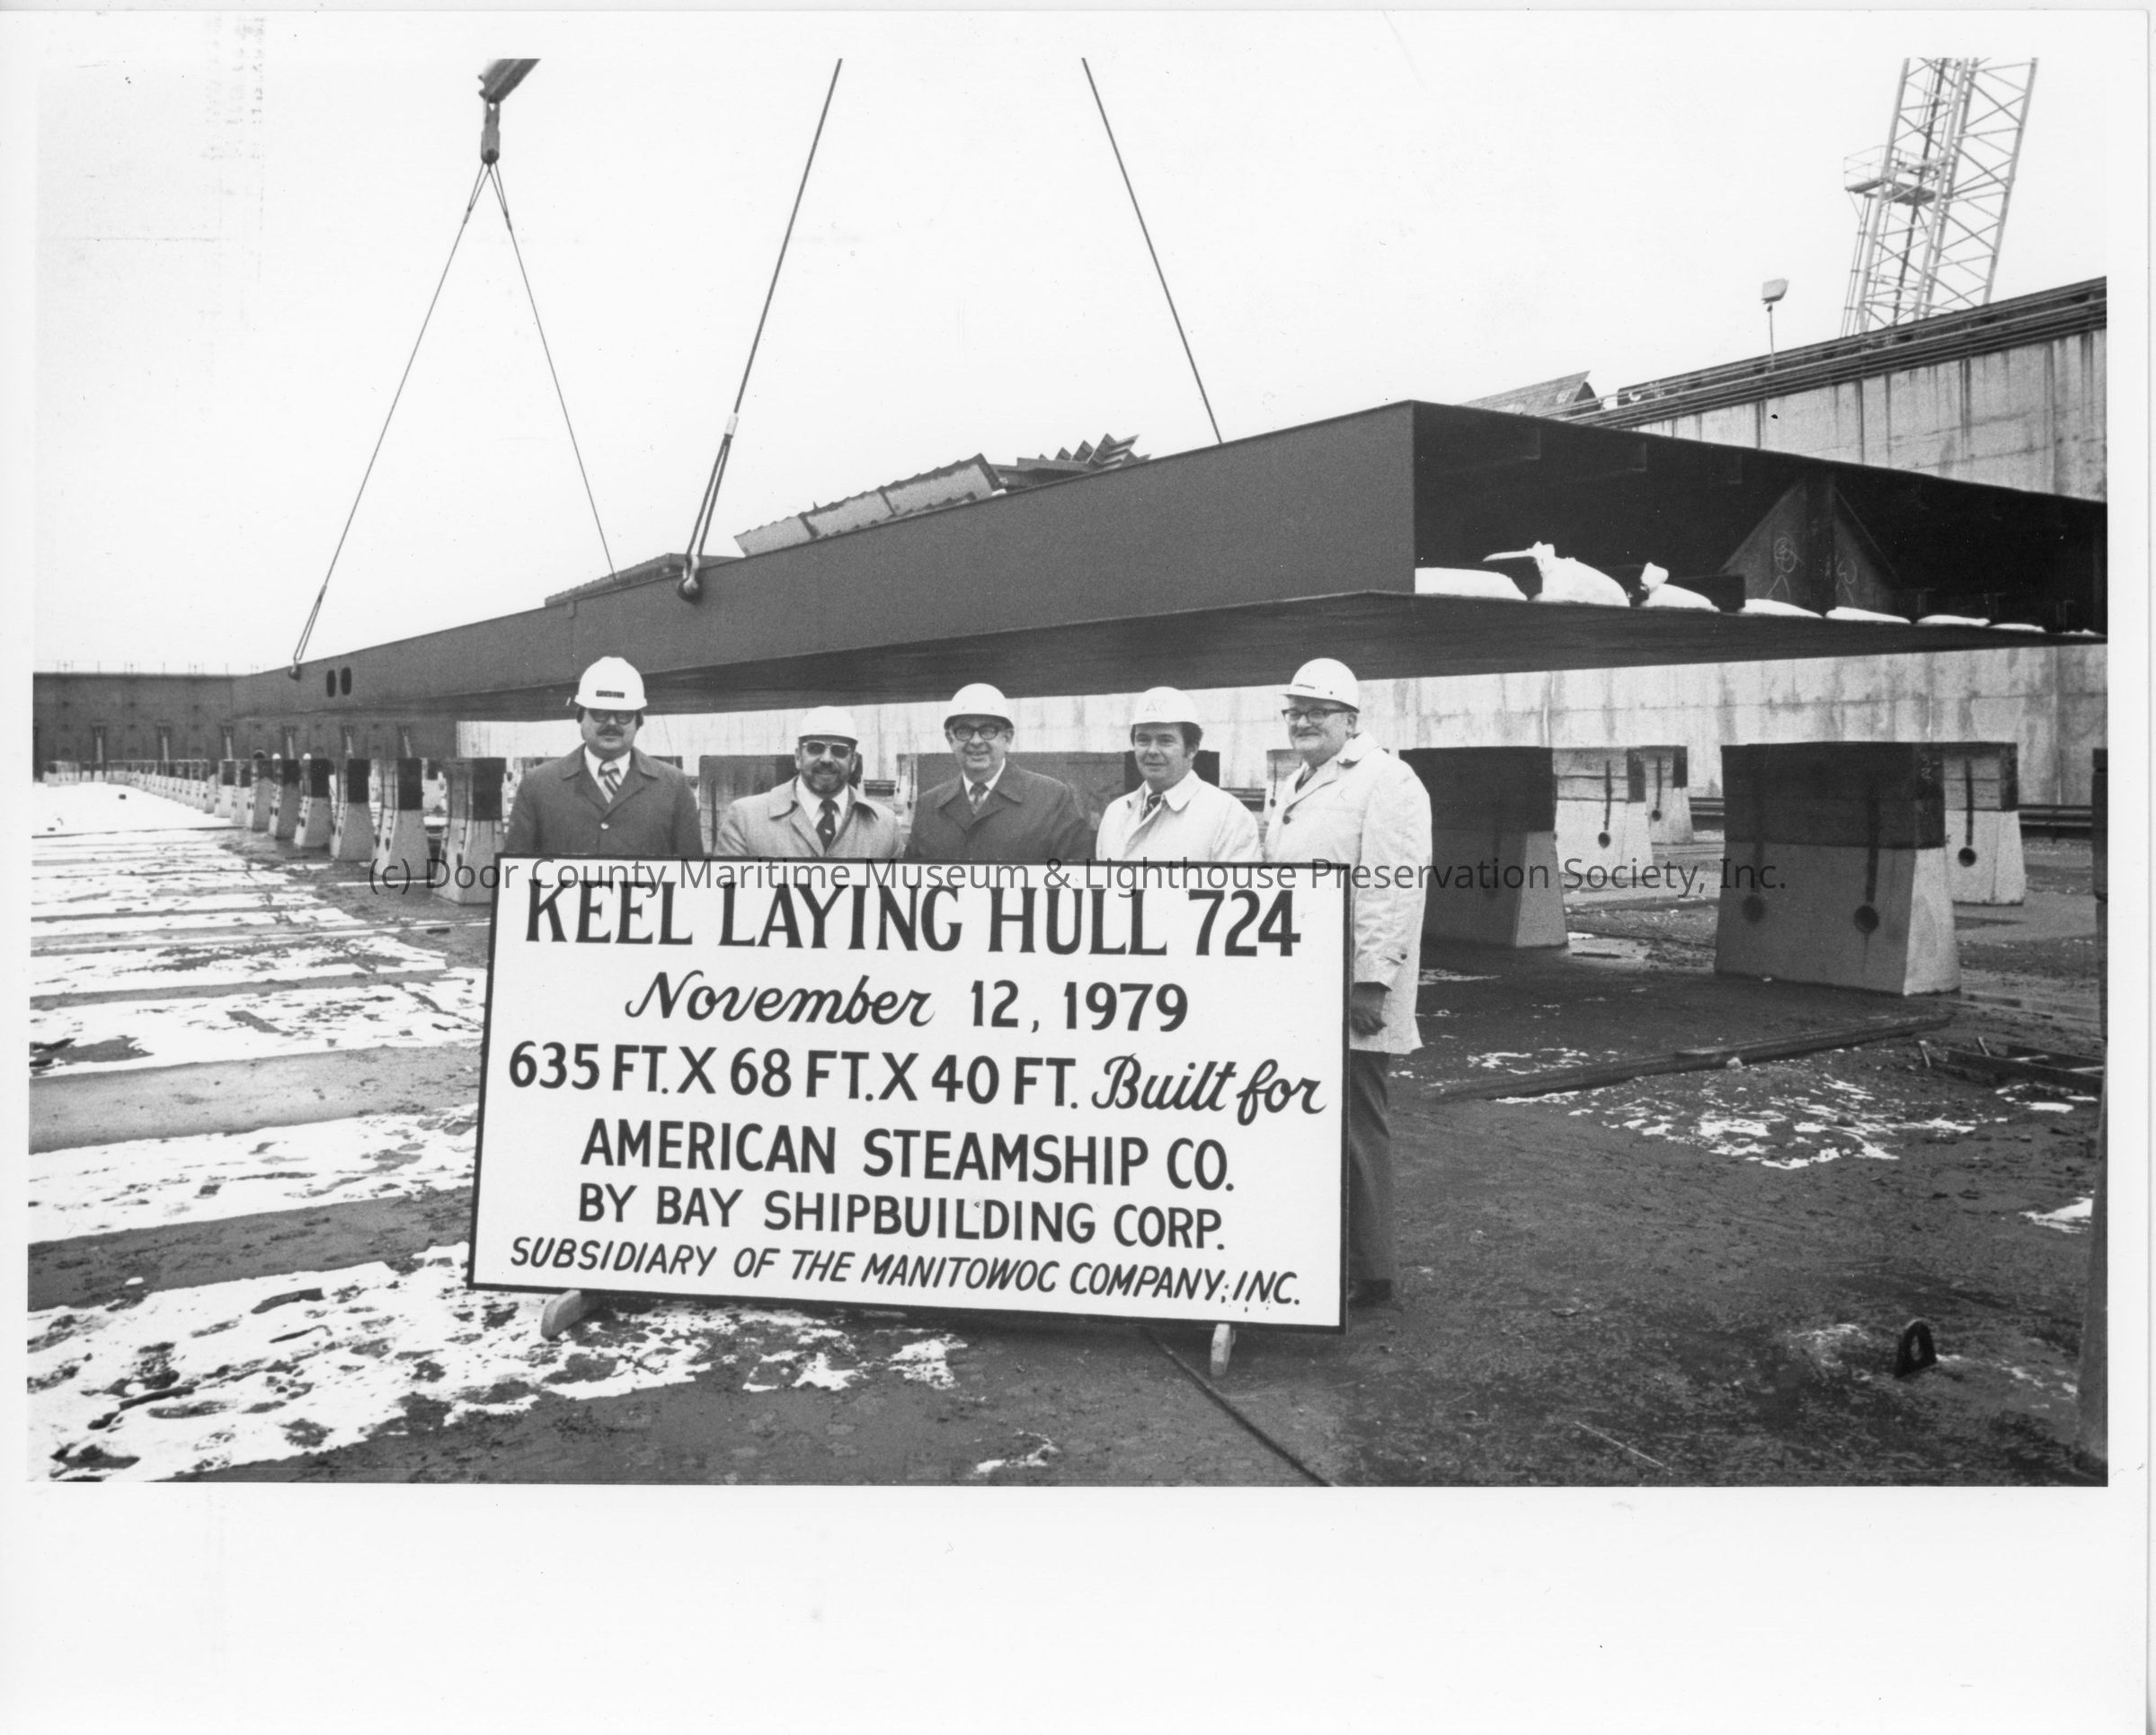 (c) Door County Maritime Museum & Lighthouse Preservation Society, Inc.
KEEL LAYING HULL 724
November 12, 1979
635 FT. X 68 FT. X 40 FT. Built for
AMERICAN STEAMSHIP CO.
BY BAY SHIPBUILDING CORP.
SUBSIDIARY OF THE MANITOWOC COMPANY, INC.